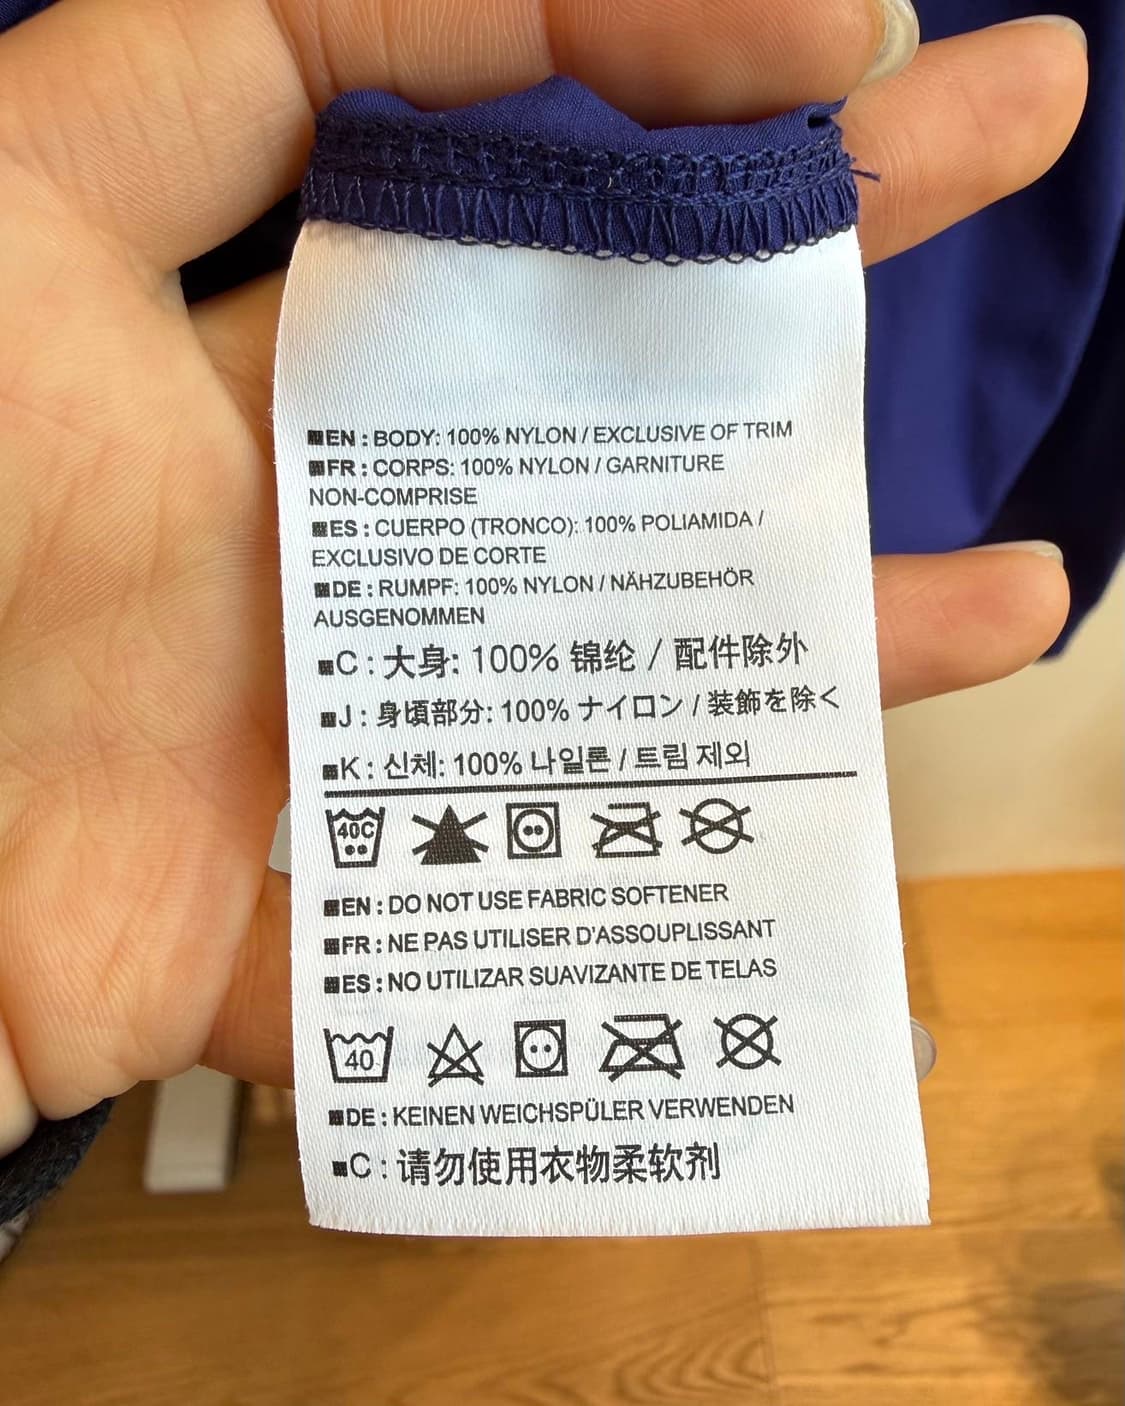 EN : BODY: 100% NYLON / EXCLUSIVE OF TRIM
FR : CORPS: 100% NYLON / GARNITURE
NON-COMPRISE
ES : CUERPO (TRONCO): 100% POLIAMIDA /
EXCLUSIVO DE CORTE
DE : RUMPF: 100% NYLON / NÄHZUBEHÖR
AUSGENOMMEN
C : 大身: 100% 锦纶 / 配件除外
J : 身頃部分: 100% ナイロン / 装飾を除く
K : 신체: 100% 나일론 / 트림 제외
40C
EN : DO NOT USE FABRIC SOFTENER
FR : NE PAS UTILISER D'ASSOUPLISSANT
ES : NO UTILIZAR SUAVIZANTE DE TELAS
40
DE : KEINEN WEICHSPÜLER VERWENDEN
C : 请勿使用衣物柔软剂